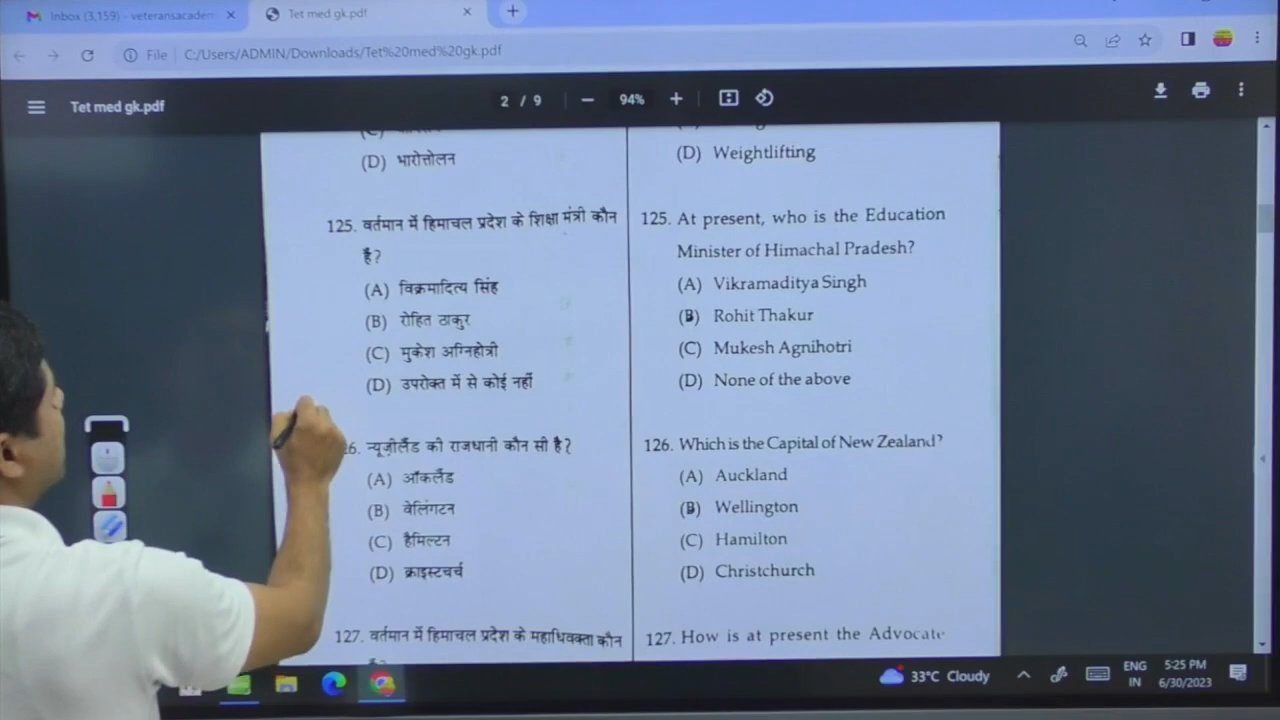 Inbox (3,159) - veteransacadem
Tet med gk.pdf
File C:/Users/ADMIN/Downloads/Tet%20med%20gk.pdf
Tet med gk.pdf
2 / 9
94%
(D) भारोत्तोलन
125. वर्तमान में हिमाचल प्रदेश के शिक्षा मंत्री कौन
है?
(A) विक्रमादित्य सिंह
(B) रोहित ठाकुर
(C) मुकेश अग्निहोत्री
(D) उपरोक्त में से कोई नहीं
26. न्यूज़ीलैंड की राजधानी कौन सी है?
(A) ऑकलैंड
(B) वेलिंगटन
(C) हैमिल्टन
(D) क्राइस्टचर्च
127. वर्तमान में हिमाचल प्रदेश के महाधिवक्ता कौन
(D) Weightlifting
125. At present, who is the Education
Minister of Himachal Pradesh?
(A) Vikramaditya Singh
(B) Rohit Thakur
(C) Mukesh Agnihotri
(D) None of the above
126. Which is the Capital of New Zealand?
(A) Auckland
(B) Wellington
(C) Hamilton
(D) Christchurch
127. How is at present the Advocate
33°C Cloudy
ENG
IN
5:25 PM
6/30/2023